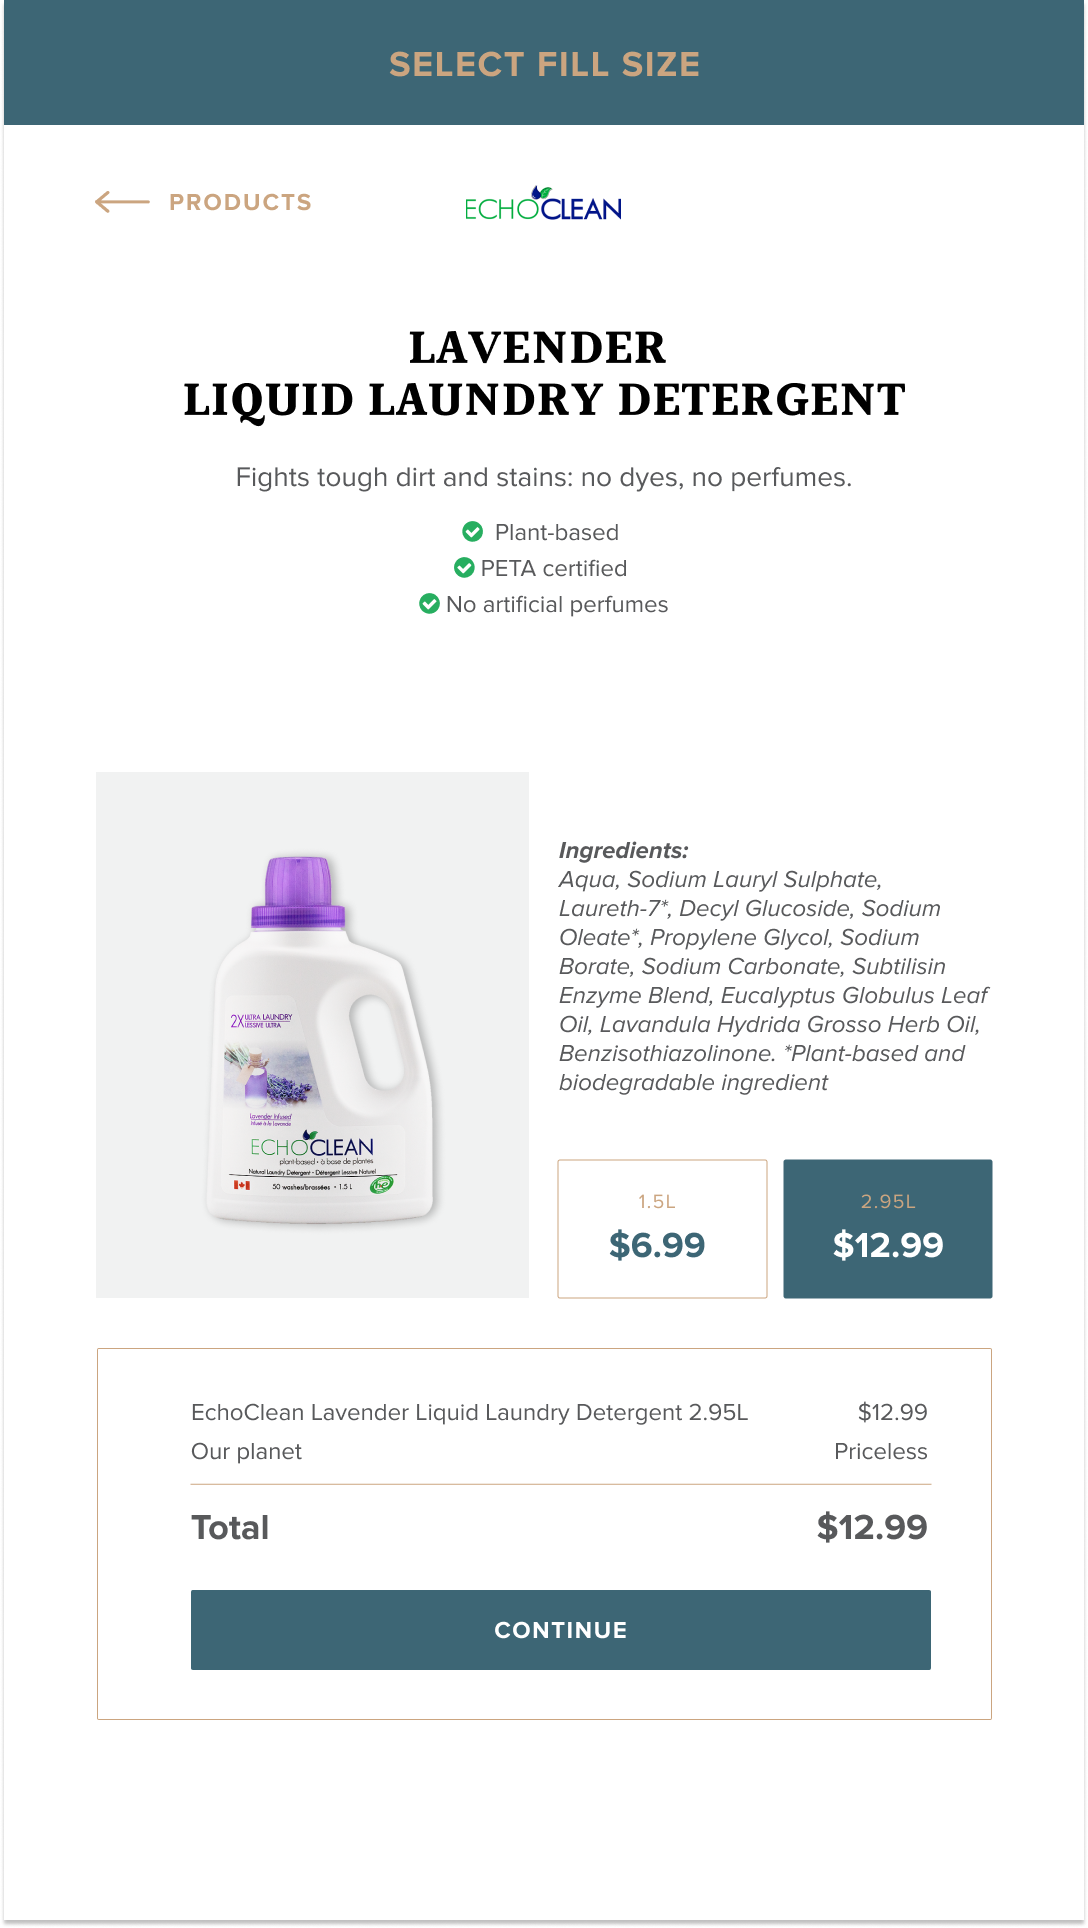 SELECT FILL SIZE
PRODUCTS
ECHOCLEAN
LAVENDER
LIQUID LAUNDRY DETERGENT
Fights tough dirt and stains: no dyes, no perfumes.
Plant-based
PETA certified
No artificial perfumes
2X ULTRA LAUNDRY
LESSIVE ULTRA
Lavender Infused
Infusé à la lavande
ECHOCLEAN
plant-based • à base de plantes
Natural Laundry Detergent • Détergent Lessive Naturel
50 washes/brassées • 1.5 L
he
Ingredients:
Aqua, Sodium Lauryl Sulphate,
Laureth-7*, Decyl Glucoside, Sodium
Oleate*, Propylene Glycol, Sodium
Borate, Sodium Carbonate, Subtilisin
Enzyme Blend, Eucalyptus Globulus Leaf
Oil, Lavandula Hydrida Grosso Herb Oil,
Benzisothiazolinone. *Plant-based and
biodegradable ingredient
1.5L
$6.99
2.95L
$12.99
EchoClean Lavender Liquid Laundry Detergent 2.95L $12.99
Our planet Priceless
Total $12.99
CONTINUE